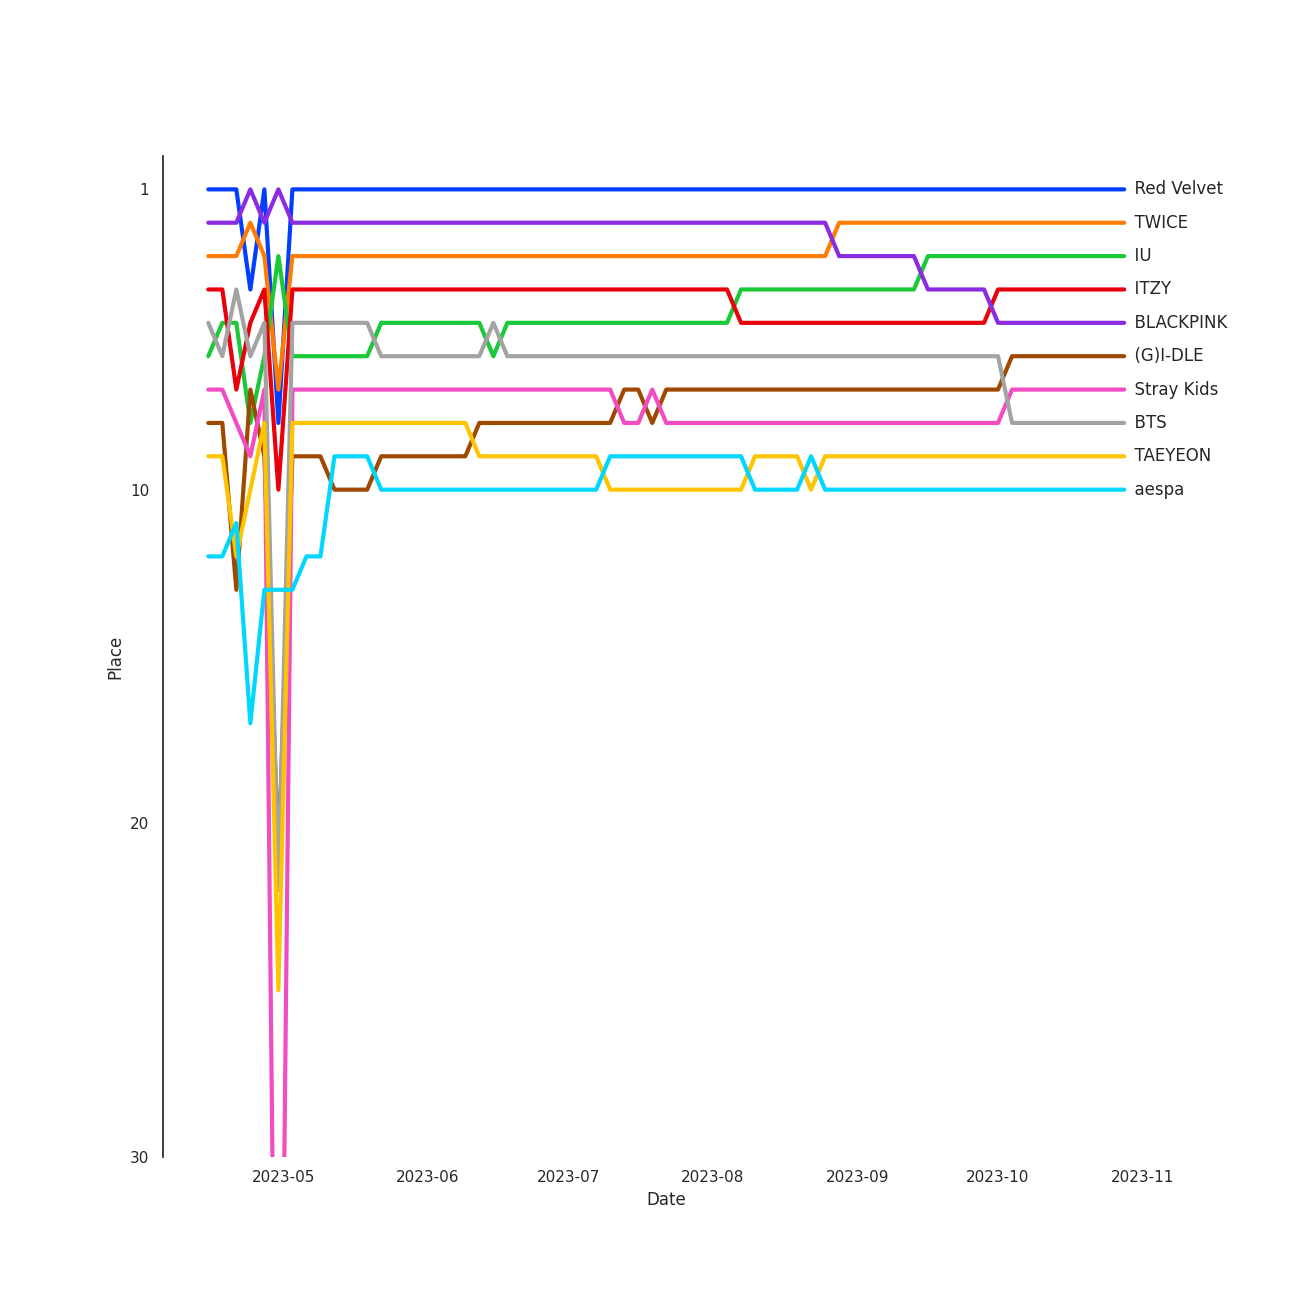 1
10
20
30
Place
Red Velvet
TWICE
IU
ITZY
BLACKPINK
(G)I-DLE
Stray Kids
BTS
TAEYEON
aespa
2023-05 2023-06 2023-07 2023-08 2023-09 2023-10 2023-11
Date